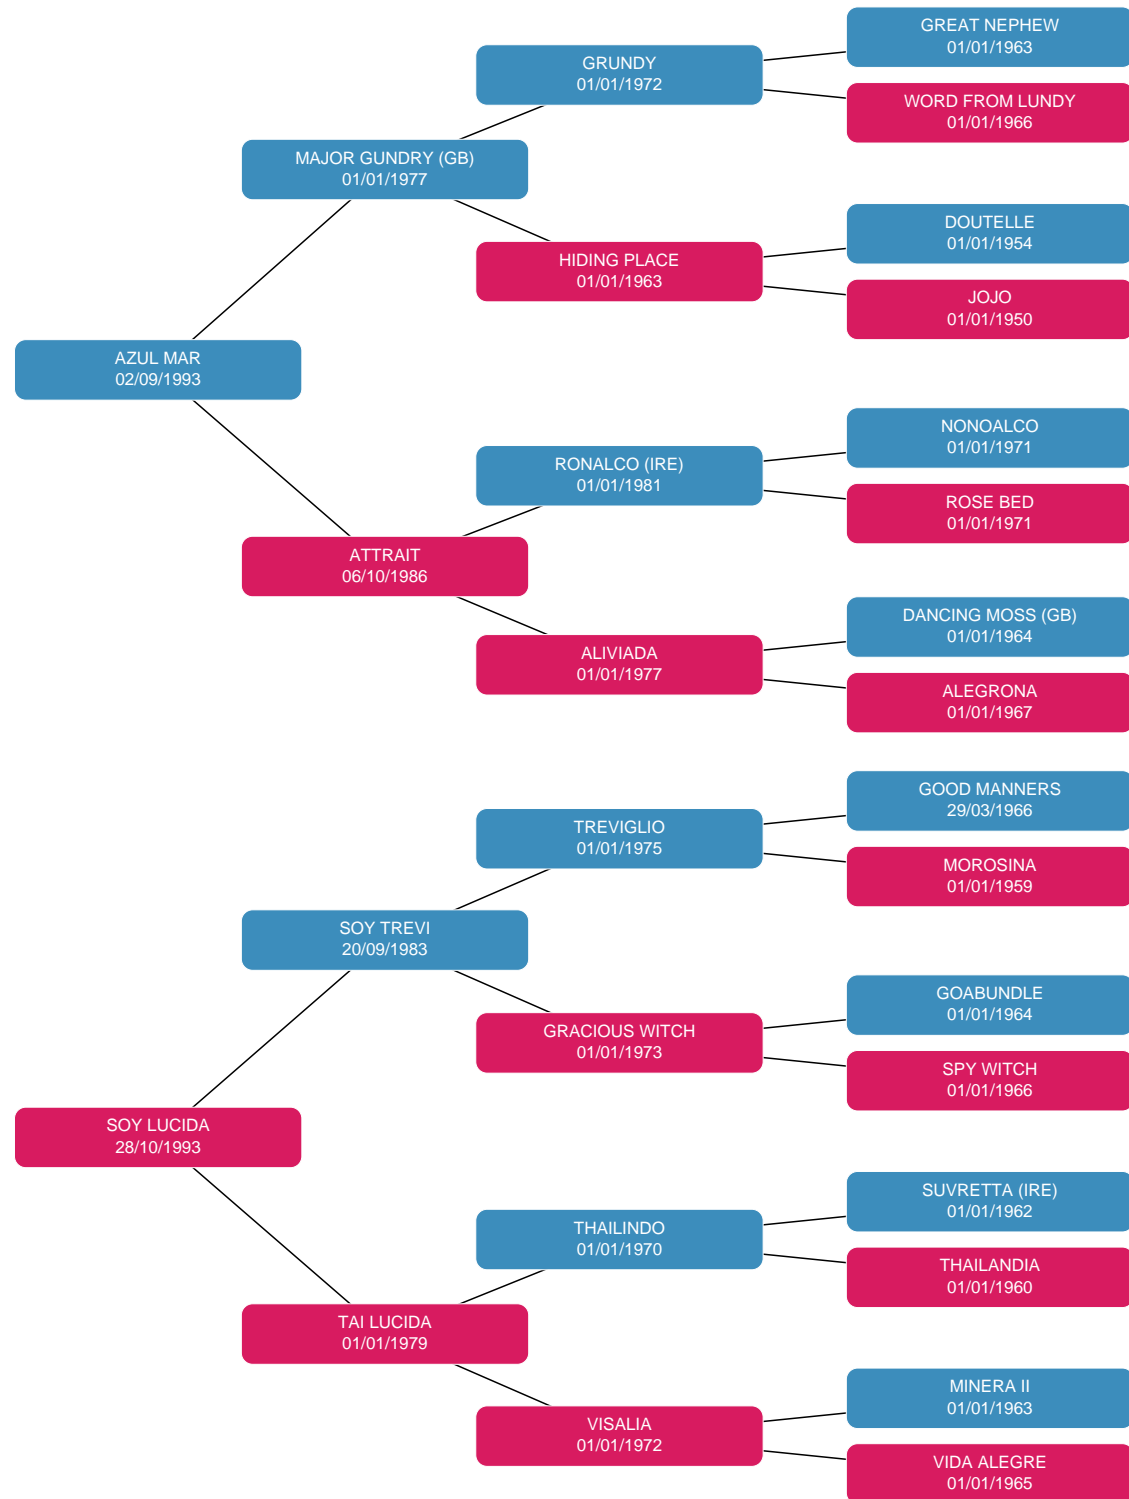 GREAT NEPHEW
01/01/1963
GRUNDY
01/01/1972
WORD FROM LUNDY
01/01/1966
MAJOR GUNDRY (GB)
01/01/1977
DOUTELLE
01/01/1954
HIDING PLACE
01/01/1963
JOJO
01/01/1950
AZUL MAR
02/09/1993
NONOALCO
01/01/1971
RONALCO (IRE)
01/01/1981
ROSE BED
01/01/1971
ATTRAIT
06/10/1986
DANCING MOSS (GB)
01/01/1964
ALIVIADA
01/01/1977
ALEGRONA
01/01/1967
GOOD MANNERS
29/03/1966
TREVIGLIO
01/01/1975
MOROSINA
01/01/1959
SOY TREVI
20/09/1983
GOABUNDLE
01/01/1964
GRACIOUS WITCH
01/01/1973
SPY WITCH
01/01/1966
SOY LUCIDA
28/10/1993
SUVRETTA (IRE)
01/01/1962
THAILINDO
01/01/1970
THAILANDIA
01/01/1960
TAI LUCIDA
01/01/1979
MINERA II
01/01/1963
VISALIA
01/01/1972
VIDA ALEGRE
01/01/1965